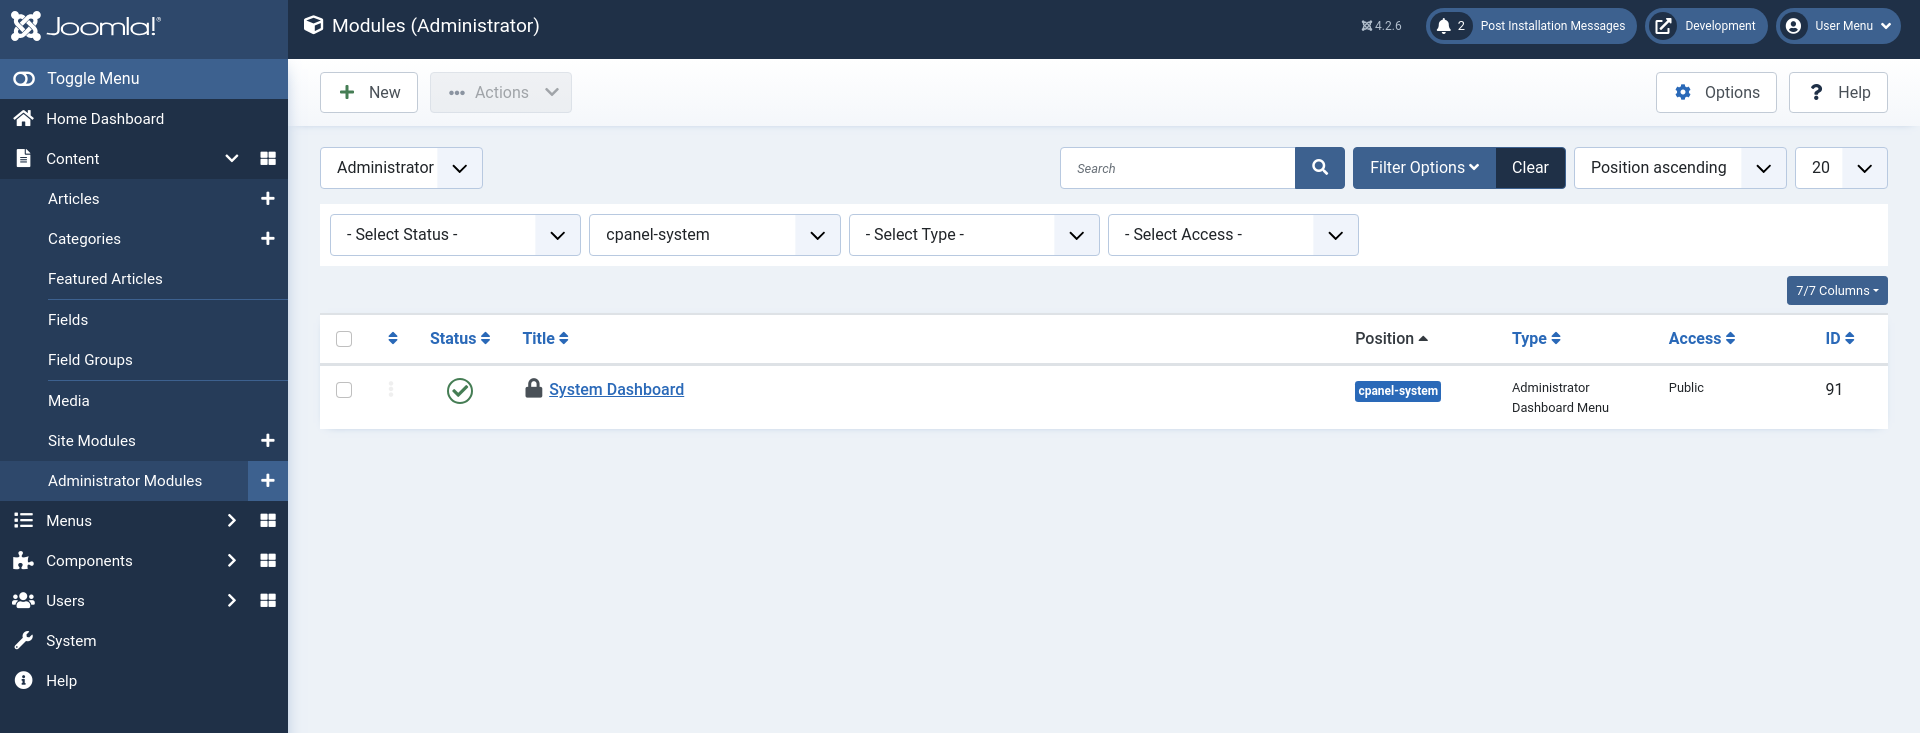 Joomla!®
Modules (Administrator)
4.2.6
2
Post Installation Messages
Development
User Menu
Toggle Menu
Home Dashboard
Content
Articles
Categories
Featured Articles
Fields
Field Groups
Media
Site Modules
Administrator Modules
Menus
Components
Users
System
Help
New
Actions
Options
Help
Administrator
Search
Filter Options
Clear
Position ascending
20
- Select Status -
cpanel-system
- Select Type -
- Select Access -
7/7 Columns
Status
Title
Position
Type
Access
ID
System Dashboard
cpanel-system
Administrator
Dashboard Menu
Public
91